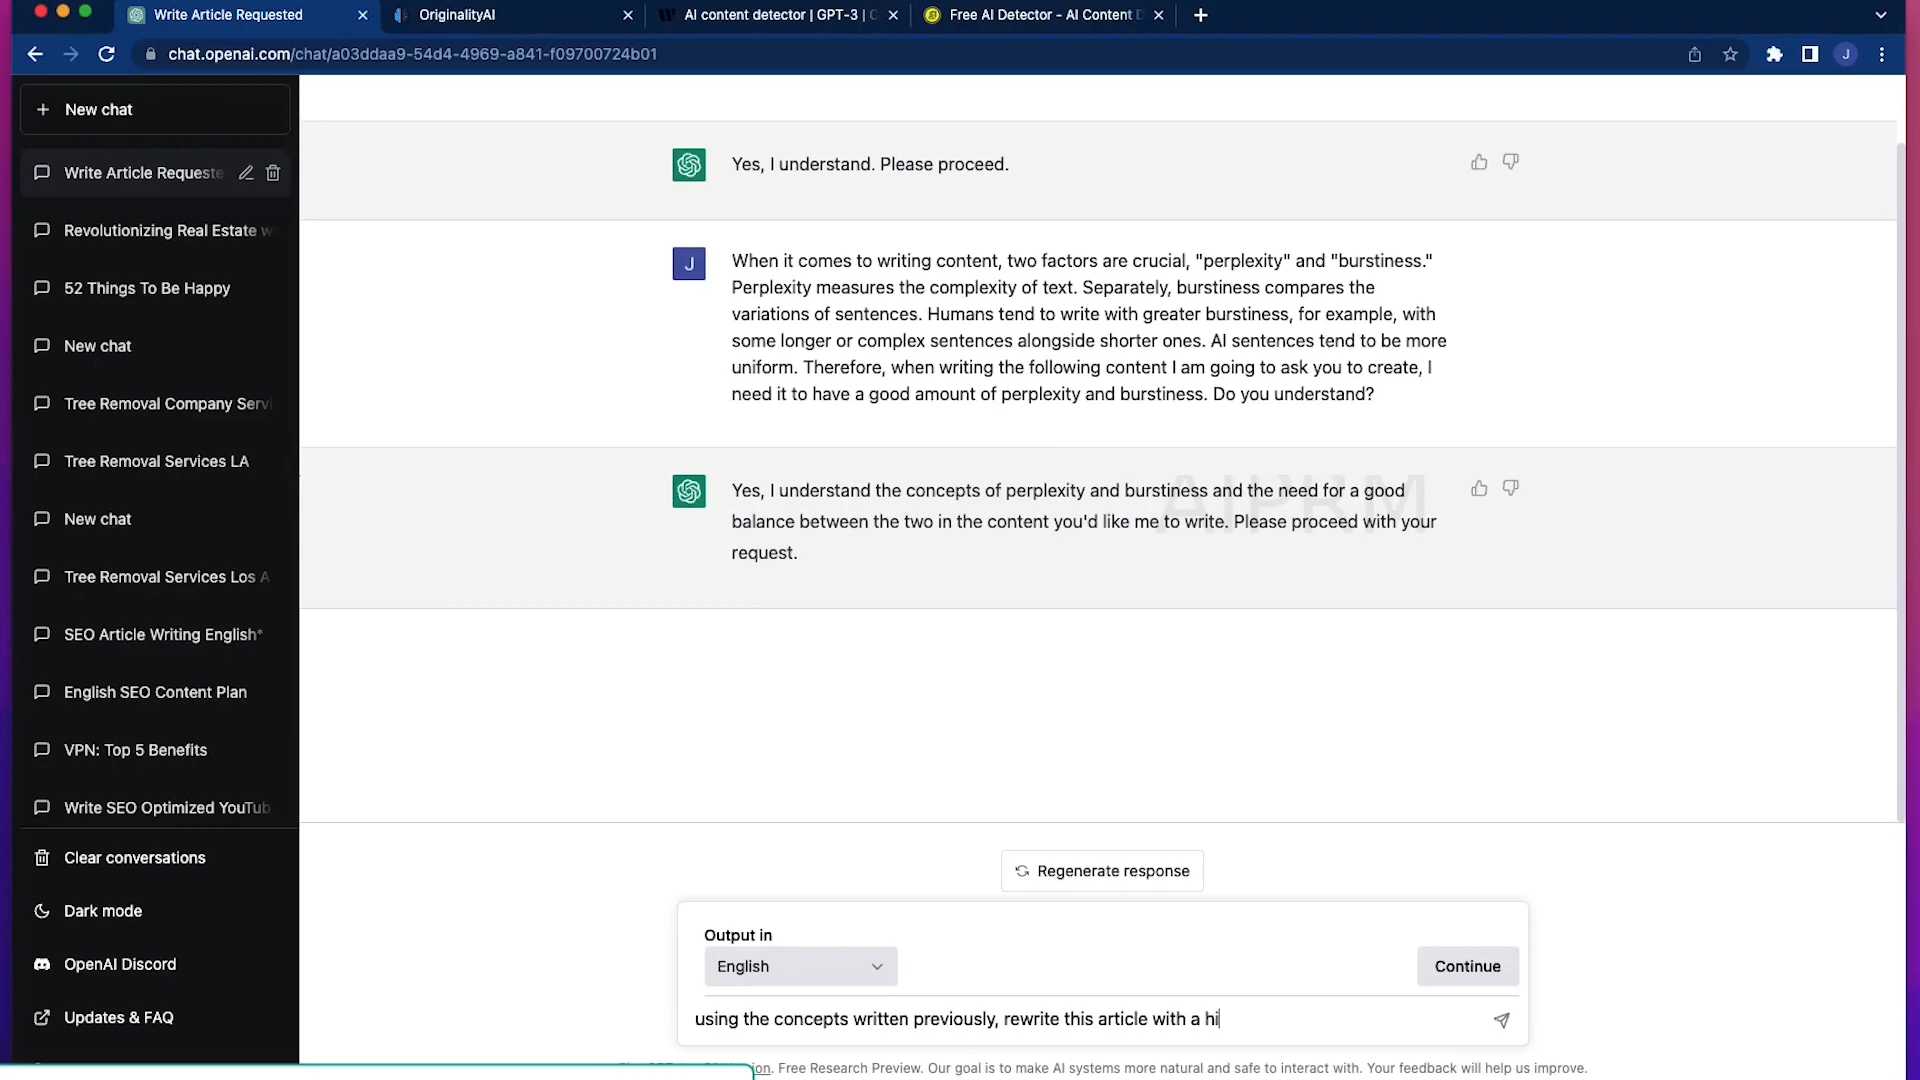 Write Article Requested
OriginalityAI
AI content detector | GPT-3 | C
Free AI Detector - AI Content D
chat.openai.com/chat/a03ddaa9-54d4-4969-a841-f09700724b01
J
New chat
Write Article Requeste
Revolutionizing Real Estate w
52 Things To Be Happy
New chat
Tree Removal Company Servi
Tree Removal Services LA
New chat
Tree Removal Services Los A
SEO Article Writing English*
English SEO Content Plan
VPN: Top 5 Benefits
Write SEO Optimized YouTub
Clear conversations
Dark mode
OpenAI Discord
Updates & FAQ
Yes, I understand. Please proceed.
J
When it comes to writing content, two factors are crucial, "perplexity" and "burstiness."
Perplexity measures the complexity of text. Separately, burstiness compares the
variations of sentences. Humans tend to write with greater burstiness, for example, with
some longer or complex sentences alongside shorter ones. AI sentences tend to be more
uniform. Therefore, when writing the following content I am going to ask you to create, I
need it to have a good amount of perplexity and burstiness. Do you understand?
AIPRM
Yes, I understand the concepts of perplexity and burstiness and the need for a good
balance between the two in the content you'd like me to write. Please proceed with your
request.
Regenerate response
Output in
English
Continue
using the concepts written previously, rewrite this article with a hi
on. Free Research Preview. Our goal is to make AI systems more natural and safe to interact with. Your feedback will help us improve.